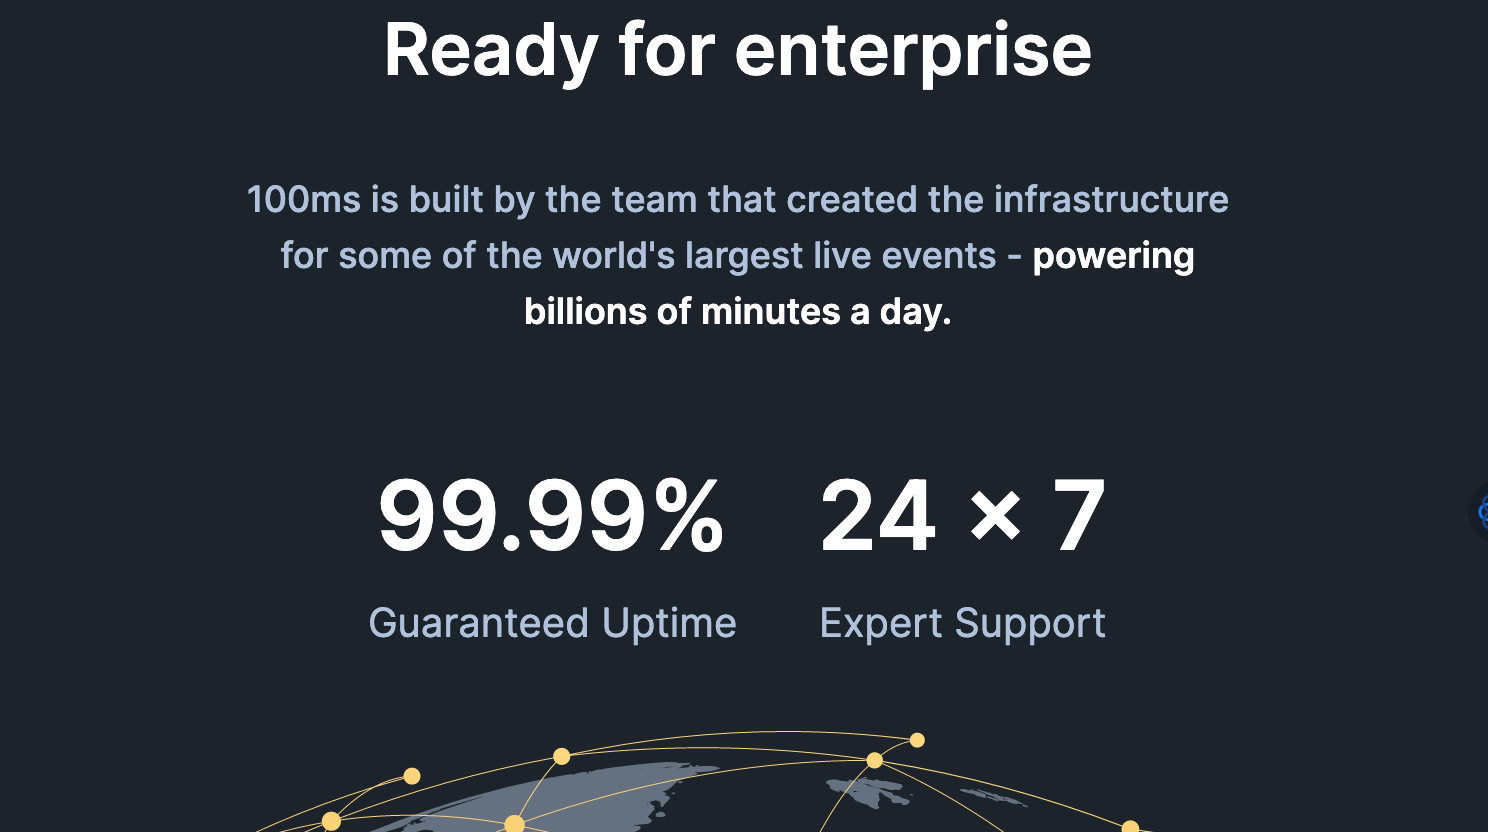 Ready for enterprise
100ms is built by the team that created the infrastructure
for some of the world's largest live events - powering
billions of minutes a day.
99.99% 24 × 7
Guaranteed Uptime Expert Support